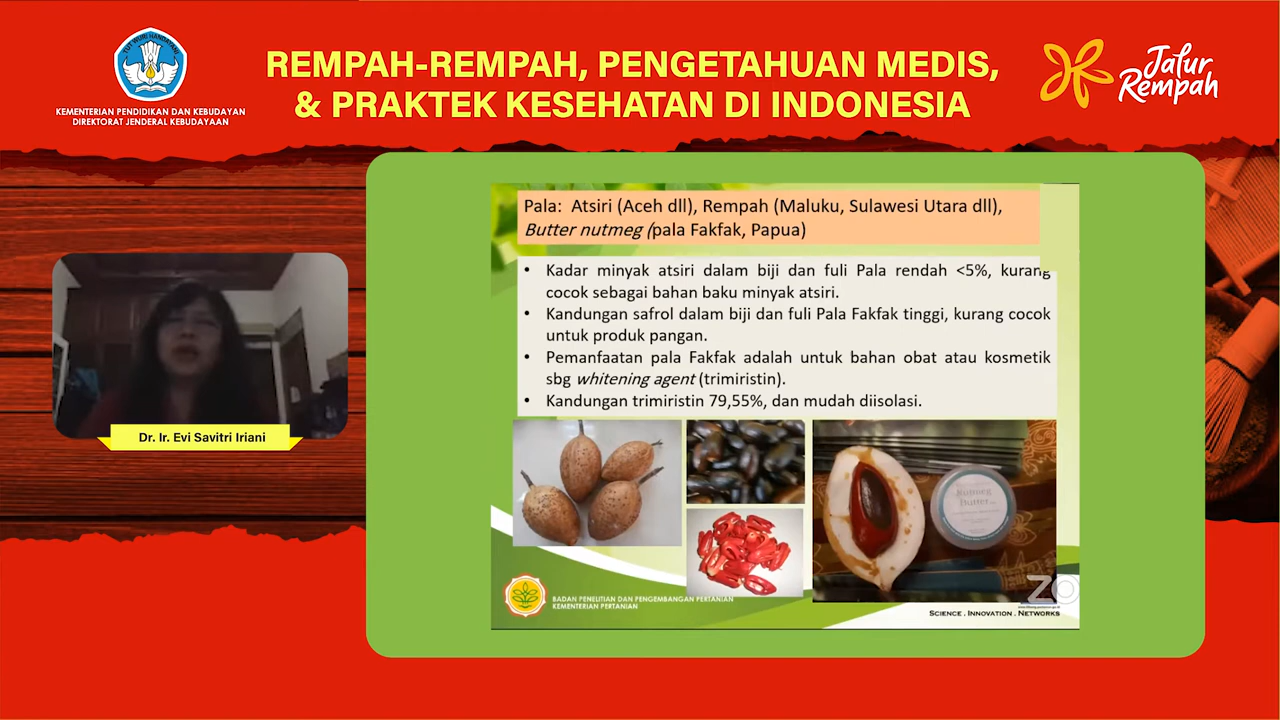 TUT WURI HANDAYANI
KEMENTERIAN PENDIDIKAN DAN KEBUDAYAN
DIREKTORAT JENDERAL KEBUDAYAAN
REMPAH-REMPAH, PENGETAHUAN MEDIS,
& PRAKTEK KESEHATAN DI INDONESIA
Jalur
Rempah
Dr. Ir. Evi Savitri Iriani
Pala: Atsiri (Aceh dll), Rempah (Maluku, Sulawesi Utara dll),
Butter nutmeg (pala Fakfak, Papua)
• Kadar minyak atsiri dalam biji dan fuli Pala rendah <5%, kurang
cocok sebagai bahan baku minyak atsiri.
• Kandungan safrol dalam biji dan fuli Pala Fakfak tinggi, kurang cocok
untuk produk pangan.
• Pemanfaatan pala Fakfak adalah untuk bahan obat atau kosmetik
sbg whitening agent (trimiristin).
• Kandungan trimiristin 79,55%, dan mudah diisolasi.
Nutmeg
Butter
BADAN PENELITIAN DAN PENGEMBANGAN PERTANIAN
KEMENTERIAN PERTANIAN
SCIENCE . INNOVATION . NETWORKS
ZO